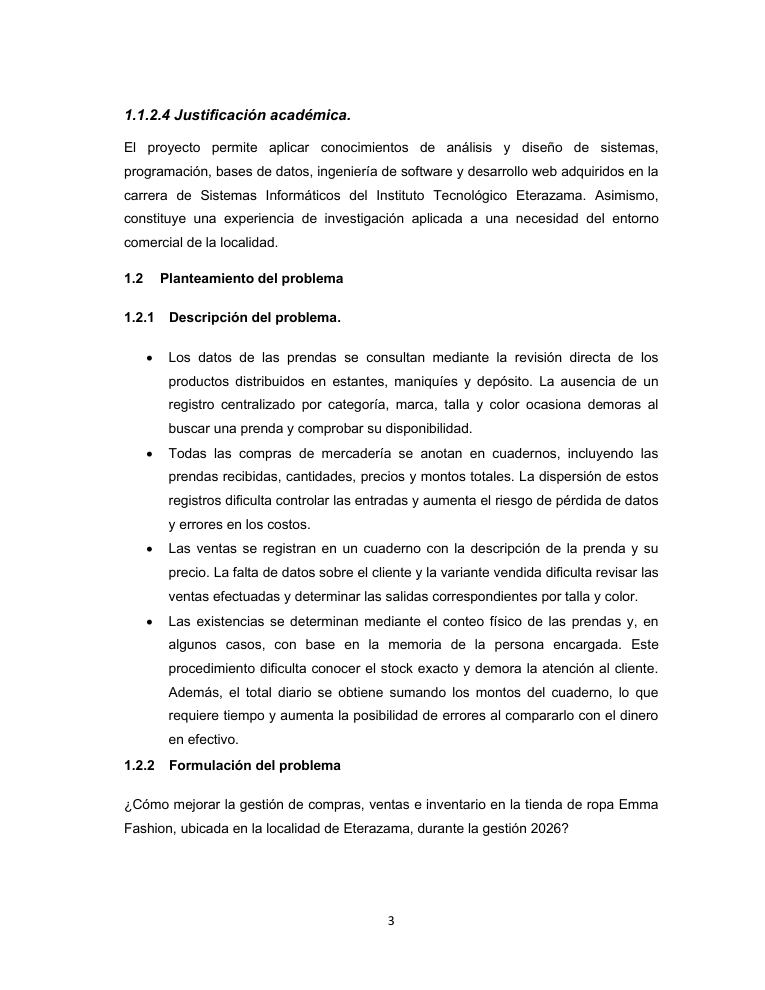 1.1.2.4 Justificación académica.
El proyecto permite aplicar conocimientos de análisis y diseño de sistemas,
programación, bases de datos, ingeniería de software y desarrollo web adquiridos en la
carrera de Sistemas Informáticos del Instituto Tecnológico Eterazama. Asimismo,
constituye una experiencia de investigación aplicada a una necesidad del entorno
comercial de la localidad.
1.2 Planteamiento del problema
1.2.1 Descripción del problema.
• Los datos de las prendas se consultan mediante la revisión directa de los
productos distribuidos en estantes, maniquíes y depósito. La ausencia de un
registro centralizado por categoría, marca, talla y color ocasiona demoras al
buscar una prenda y comprobar su disponibilidad.
• Todas las compras de mercadería se anotan en cuadernos, incluyendo las
prendas recibidas, cantidades, precios y montos totales. La dispersión de estos
registros dificulta controlar las entradas y aumenta el riesgo de pérdida de datos
y errores en los costos.
• Las ventas se registran en un cuaderno con la descripción de la prenda y su
precio. La falta de datos sobre el cliente y la variante vendida dificulta revisar las
ventas efectuadas y determinar las salidas correspondientes por talla y color.
• Las existencias se determinan mediante el conteo físico de las prendas y, en
algunos casos, con base en la memoria de la persona encargada. Este
procedimiento dificulta conocer el stock exacto y demora la atención al cliente.
Además, el total diario se obtiene sumando los montos del cuaderno, lo que
requiere tiempo y aumenta la posibilidad de errores al compararlo con el dinero
en efectivo.
1.2.2 Formulación del problema
¿Cómo mejorar la gestión de compras, ventas e inventario en la tienda de ropa Emma
Fashion, ubicada en la localidad de Eterazama, durante la gestión 2026?
3